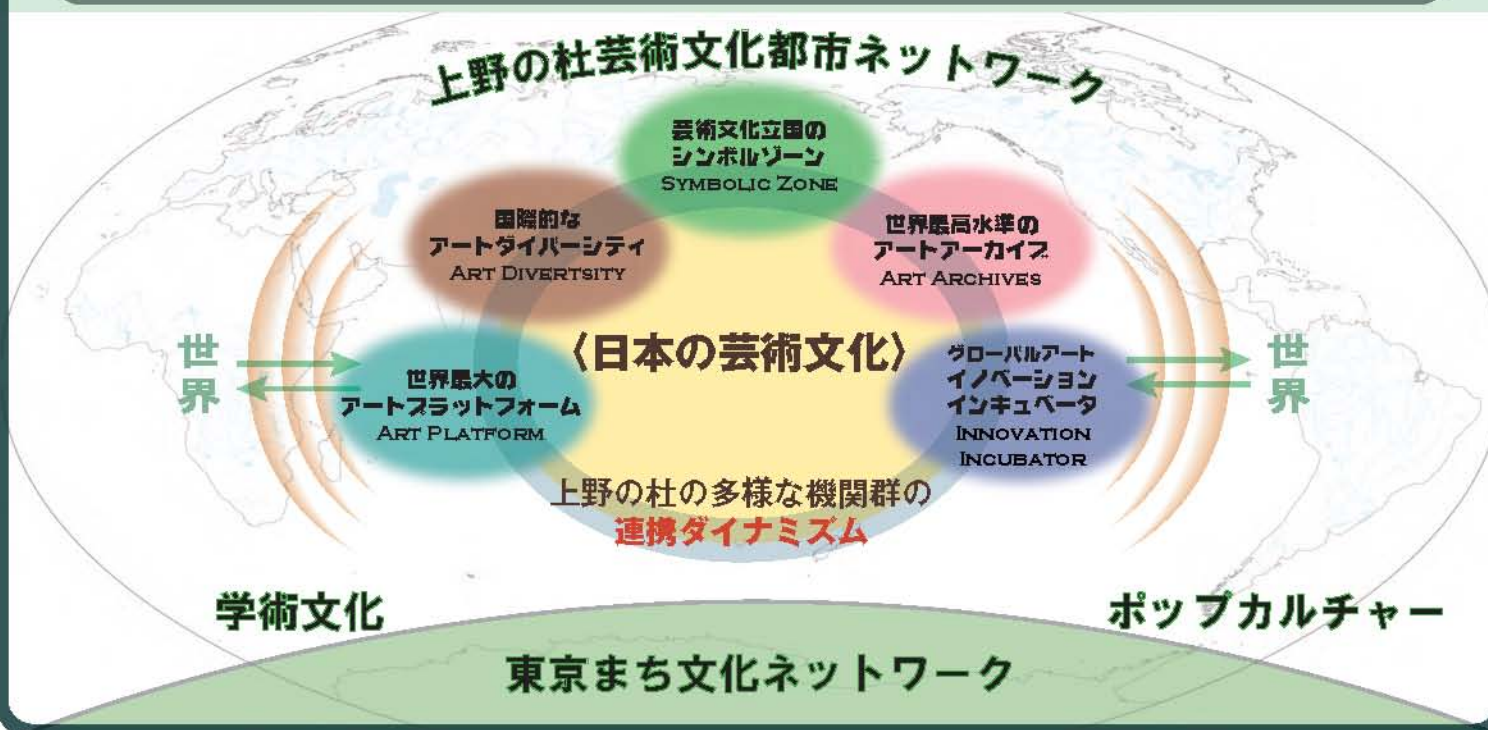 上野の杜芸術文化都市ネットワーク
芸術文化立国の
シンボルゾーン
SYMBOLIC ZONE
国際的な
アートダイバーシティ
ART DIVERTSITY
世界最高水準の
アートアーカイブ
ART ARCHIVES
〈日本の芸術文化〉
世界
世界最大の
アートプラットフォーム
ART PLATFORM
グローバルアート
イノベーション
インキュベータ
INNOVATION
INCUBATOR
世界
上野の杜の多様な機関群の
連携ダイナミズム
学術文化
ポップカルチャー
東京まち文化ネットワーク